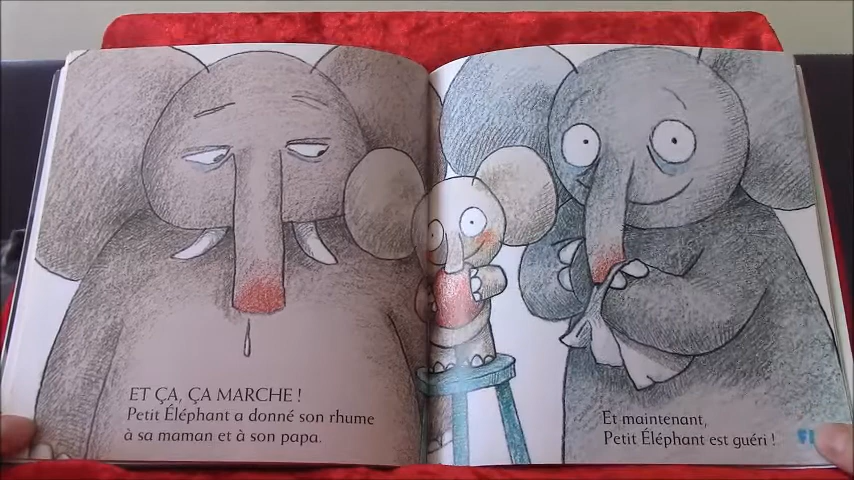 ET ÇA, ÇA MARCHE !
Petit Éléphant a donné son rhume
à sa maman et à son papa.
Et maintenant,
Petit Éléphant est guéri !